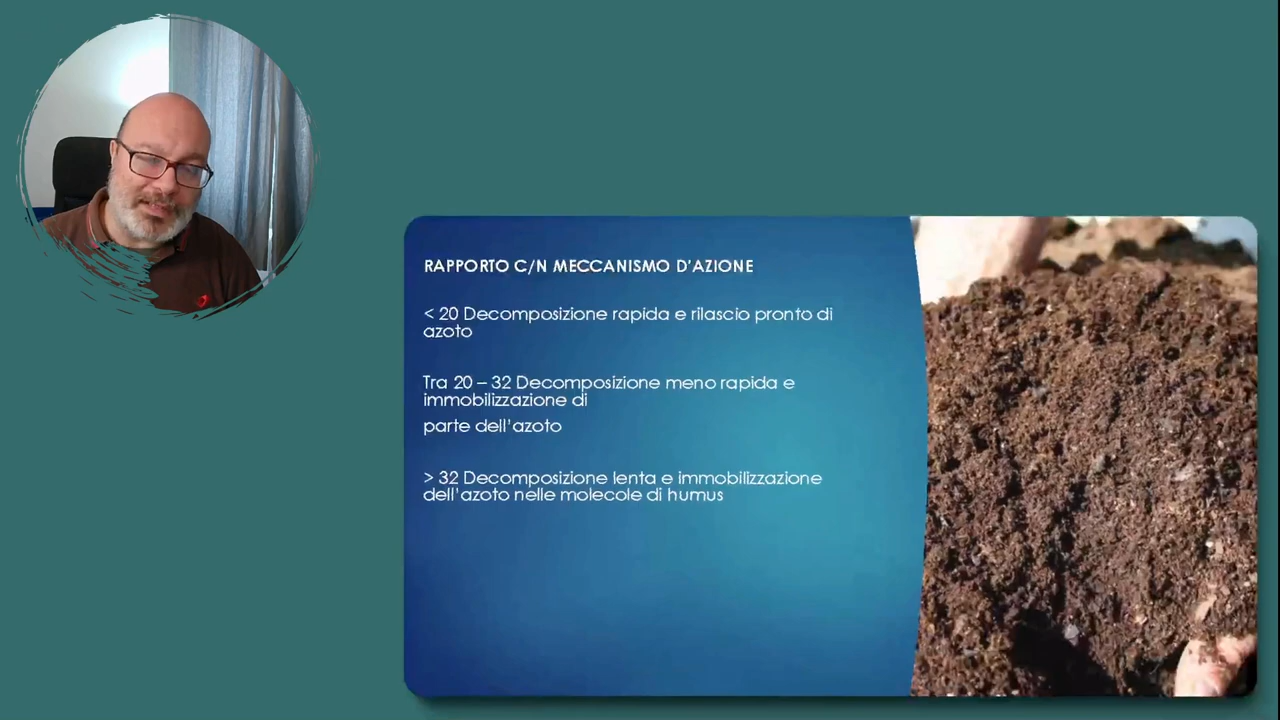 RAPPORTO C/N MECCANISMO D'AZIONE
< 20 Decomposizione rapida e rilascio pronto di
azoto
Tra 20 – 32 Decomposizione meno rapida e
immobilizzazione di
parte dell'azoto
> 32 Decomposizione lenta e immobilizzazione
dell'azoto nelle molecole di humus